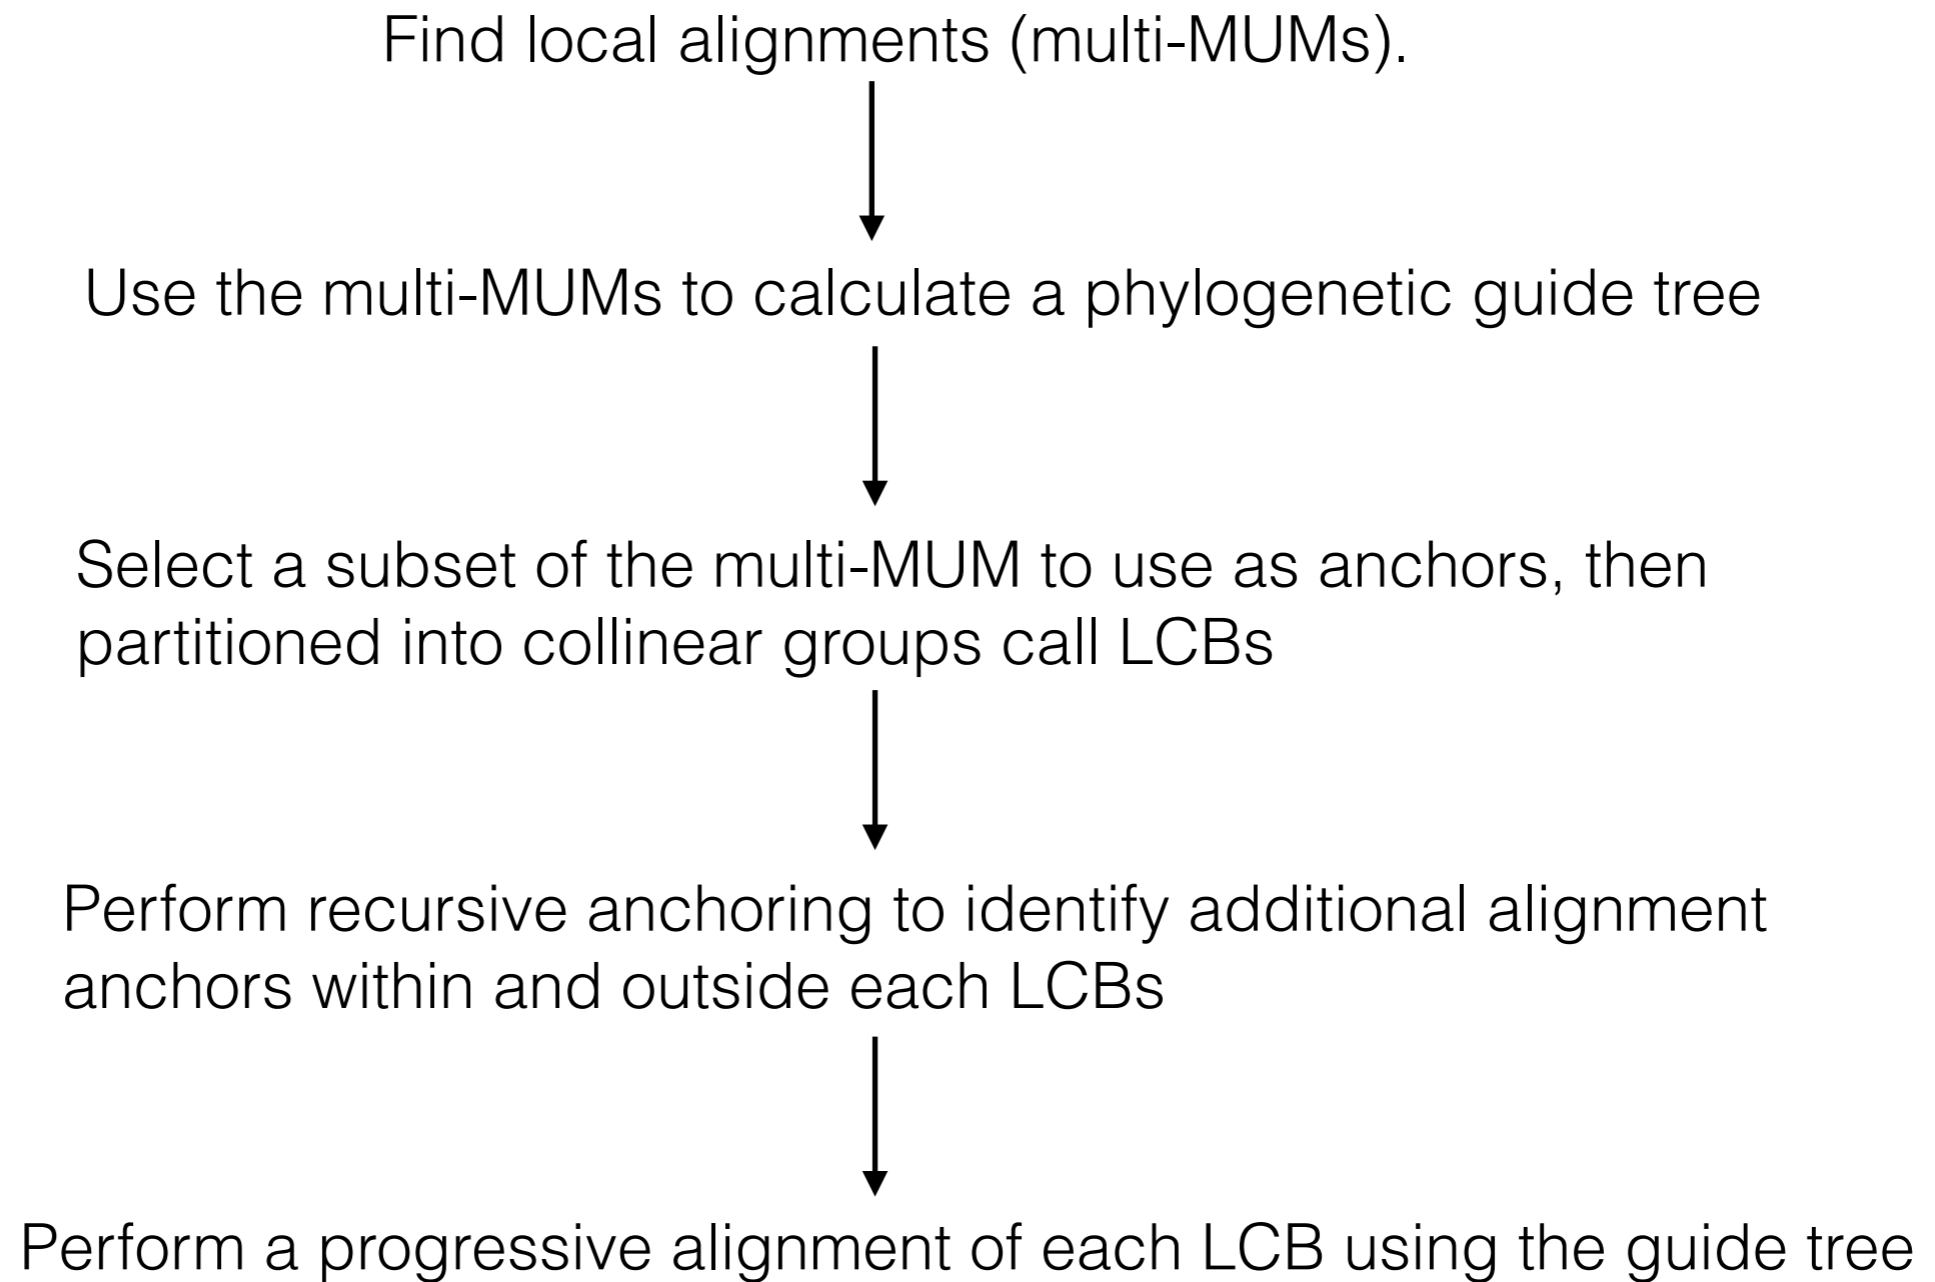 Find local alignments (multi-MUMs).
Use the multi-MUMs to calculate a phylogenetic guide tree
Select a subset of the multi-MUM to use as anchors, then
partitioned into collinear groups call LCBs
Perform recursive anchoring to identify additional alignment
anchors within and outside each LCBs
Perform a progressive alignment of each LCB using the guide tree